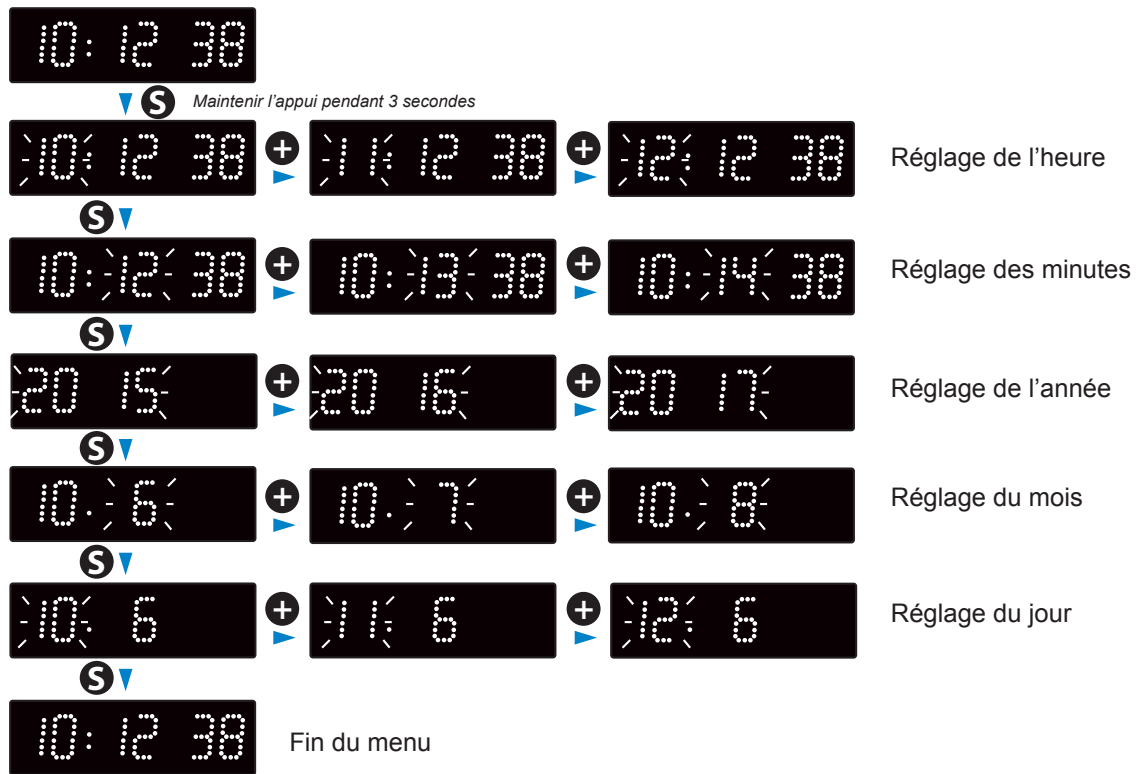 10: 12 38
S Maintenir l'appui pendant 3 secondes
10: 12 38 + 11: 12 38 + 12: 12 38 Réglage de l'heure
S
10: 12 38 + 10: 13 38 + 10: 14 38 Réglage des minutes
S
20 15 + 20 16 + 20 17 Réglage de l'année
S
10. 6 + 10. 7 + 10. 8 Réglage du mois
S
10. 6 + 11. 6 + 12. 6 Réglage du jour
S
10: 12 38 Fin du menu